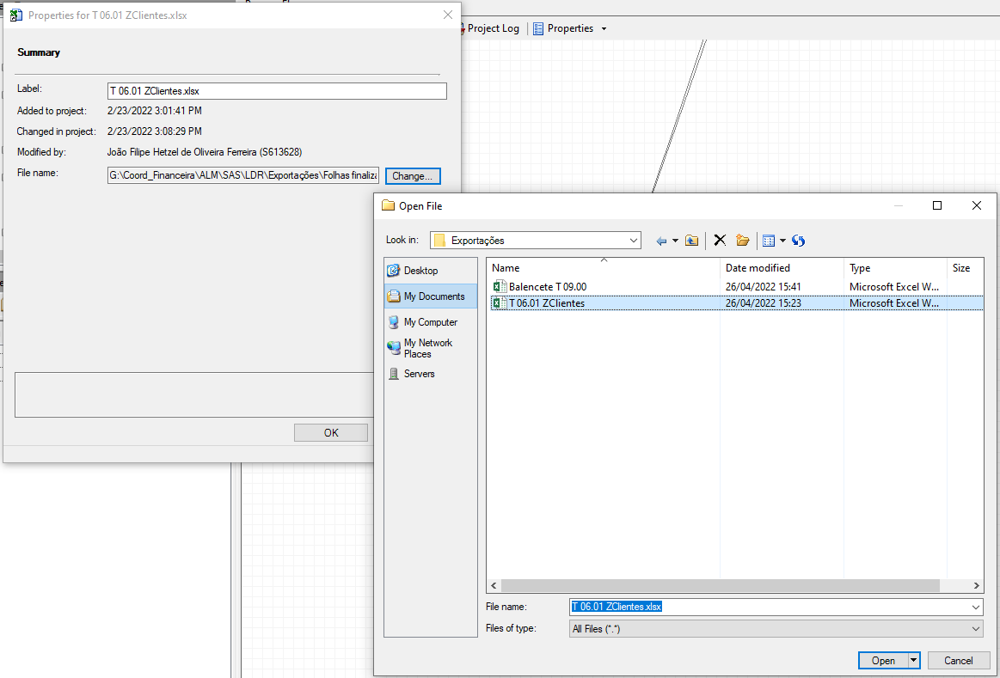 Properties for T 06.01 ZClientes.xlsx
Project Log
Properties
Summary
Label:
T 06.01 ZClientes.xlsx
Added to project:
2/23/2022 3:01:41 PM
Changed in project:
2/23/2022 3:08:29 PM
Modified by:
João Filipe Hetzel de Oliveira Ferreira (S613628)
File name:
G:\Coord_Financeira\ALM\SAS\LDR\Exportações\Folhas finaliza
Change...
OK
Open File
Look in:
Exportações
Desktop
My Documents
My Computer
My Network
Places
Servers
Name Date modified Type Size
Balencete T 09.00 26/04/2022 15:41 Microsoft Excel W...
T 06.01 ZClientes 26/04/2022 15:23 Microsoft Excel W...
File name:
T 06.01 ZClientes.xlsx
Files of type:
All Files (*.*)
Open
Cancel